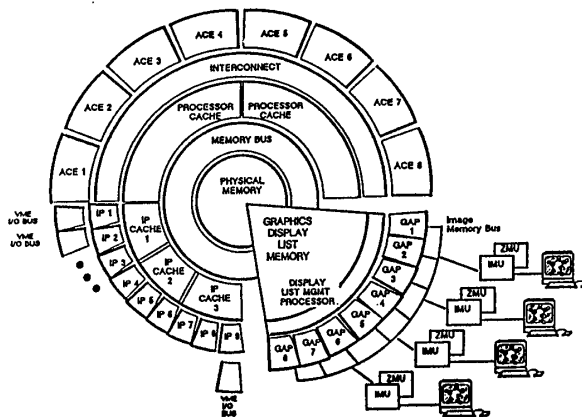 ACE 1
ACE 2
ACE 3
ACE 4
ACE 5
ACE 6
ACE 7
ACE 8
INTERCONNECT
PROCESSOR
CACHE
PROCESSOR
CACHE
MEMORY BUS
PHYSICAL
MEMORY
VME
I/O BUS
VME
I/O BUS
IP 1
IP 2
IP 3
IP 4
IP 5
IP 6
IP 7
IP 8
IP 9
IP
CACHE
1
IP
CACHE
2
IP
CACHE
3
VME
I/O BUS
GRAPHICS
DISPLAY
LIST
MEMORY
DISPLAY
LIST MGMT
PROCESSOR
GAP
1
GAP
2
GAP
3
GAP
4
GAP
5
GAP
6
GAP
7
GAP
8
Image
Memory Bus
ZMU
IMU
ZMU
IMU
ZMU
IMU
ZMU
IMU